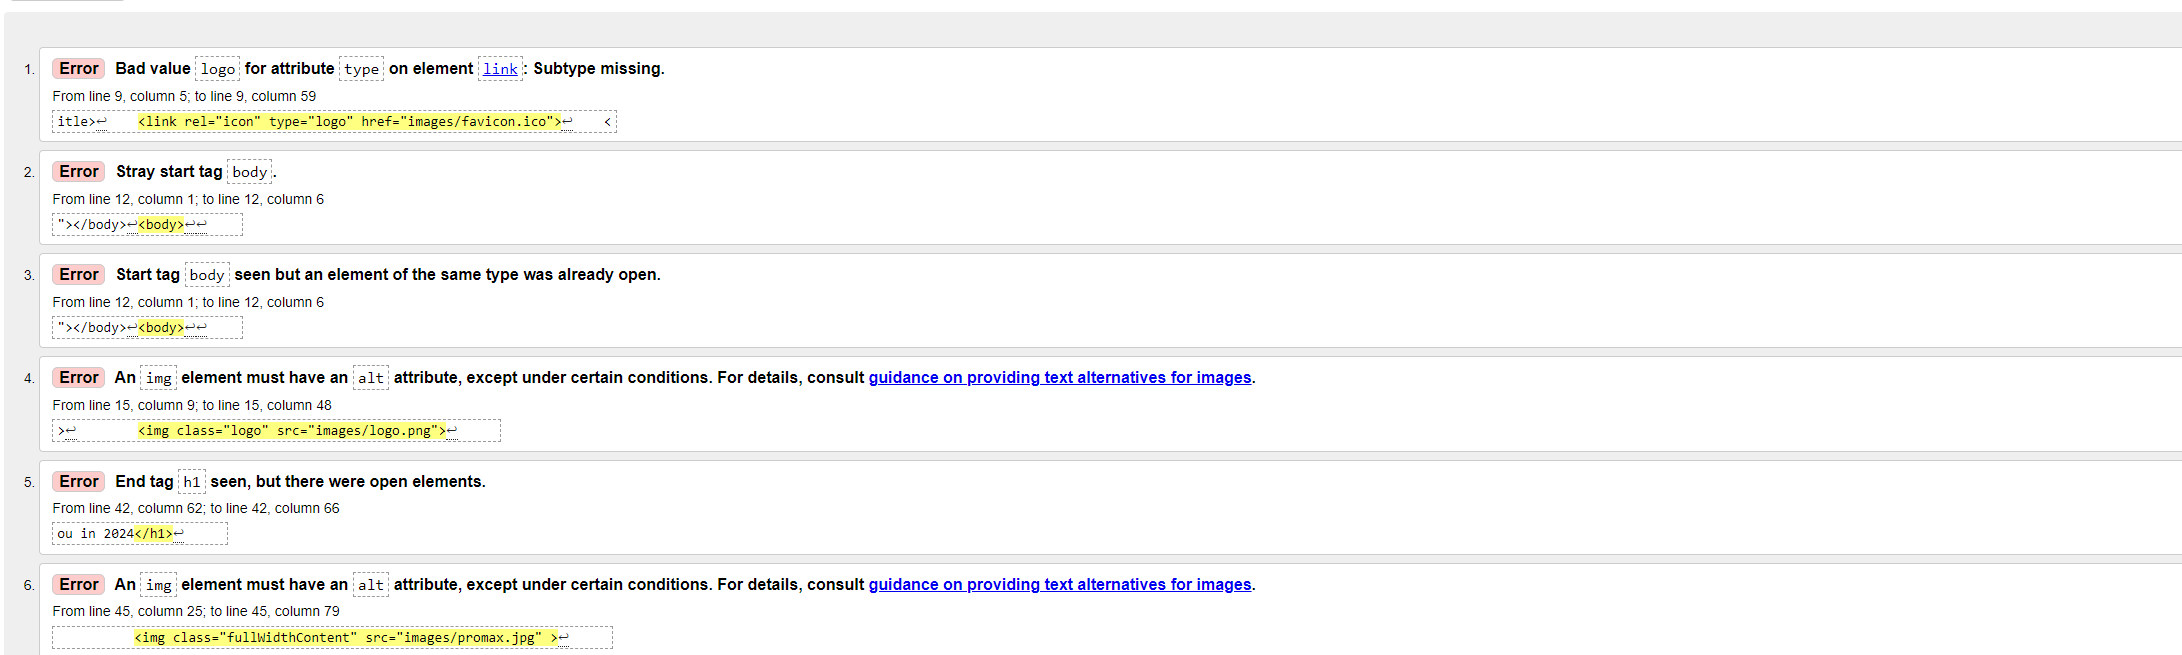 1. Error Bad value logo for attribute type on element link: Subtype missing.
From line 9, column 5; to line 9, column 59
itle>↩    <link rel="icon" type="logo" href="images/favicon.ico">↩    <
2. Error Stray start tag body.
From line 12, column 1; to line 12, column 6
"></body>↩<body>↩↩
3. Error Start tag body seen but an element of the same type was already open.
From line 12, column 1; to line 12, column 6
"></body>↩<body>↩↩
4. Error An img element must have an alt attribute, except under certain conditions. For details, consult guidance on providing text alternatives for images.
From line 15, column 9; to line 15, column 48
>↩        <img class="logo" src="images/logo.png">↩
5. Error End tag h1 seen, but there were open elements.
From line 42, column 62; to line 42, column 66
ou in 2024</h1>↩
6. Error An img element must have an alt attribute, except under certain conditions. For details, consult guidance on providing text alternatives for images.
From line 45, column 25; to line 45, column 79
<img class="fullWidthContent" src="images/promax.jpg" >↩